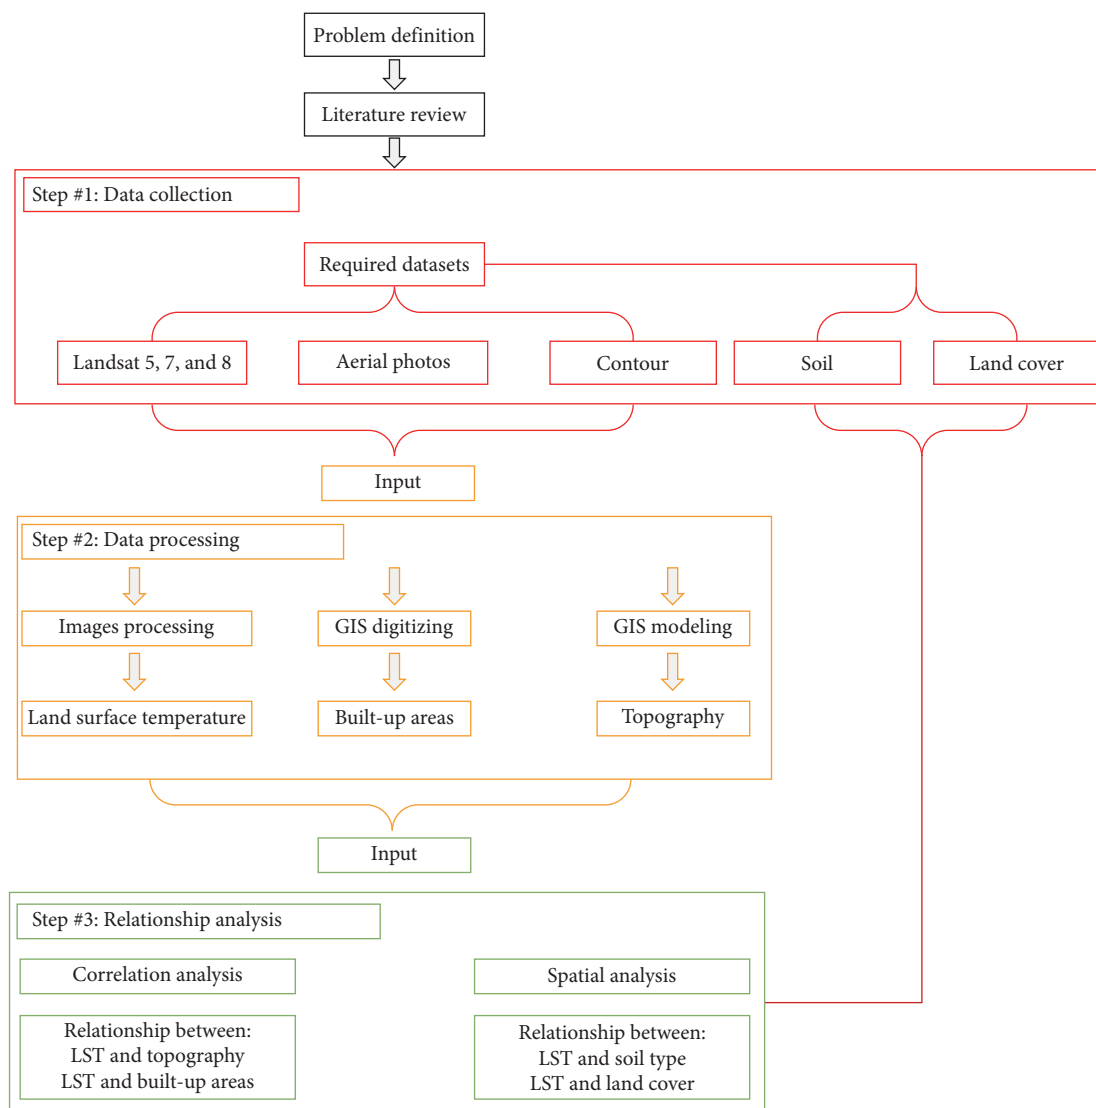 Problem definition
Literature review
Step #1: Data collection
Required datasets
Landsat 5, 7, and 8
Aerial photos
Contour
Soil
Land cover
Input
Step #2: Data processing
Images processing
GIS digitizing
GIS modeling
Land surface temperature
Built-up areas
Topography
Input
Step #3: Relationship analysis
Correlation analysis
Spatial analysis
Relationship between:
LST and topography
LST and built-up areas
Relationship between:
LST and soil type
LST and land cover